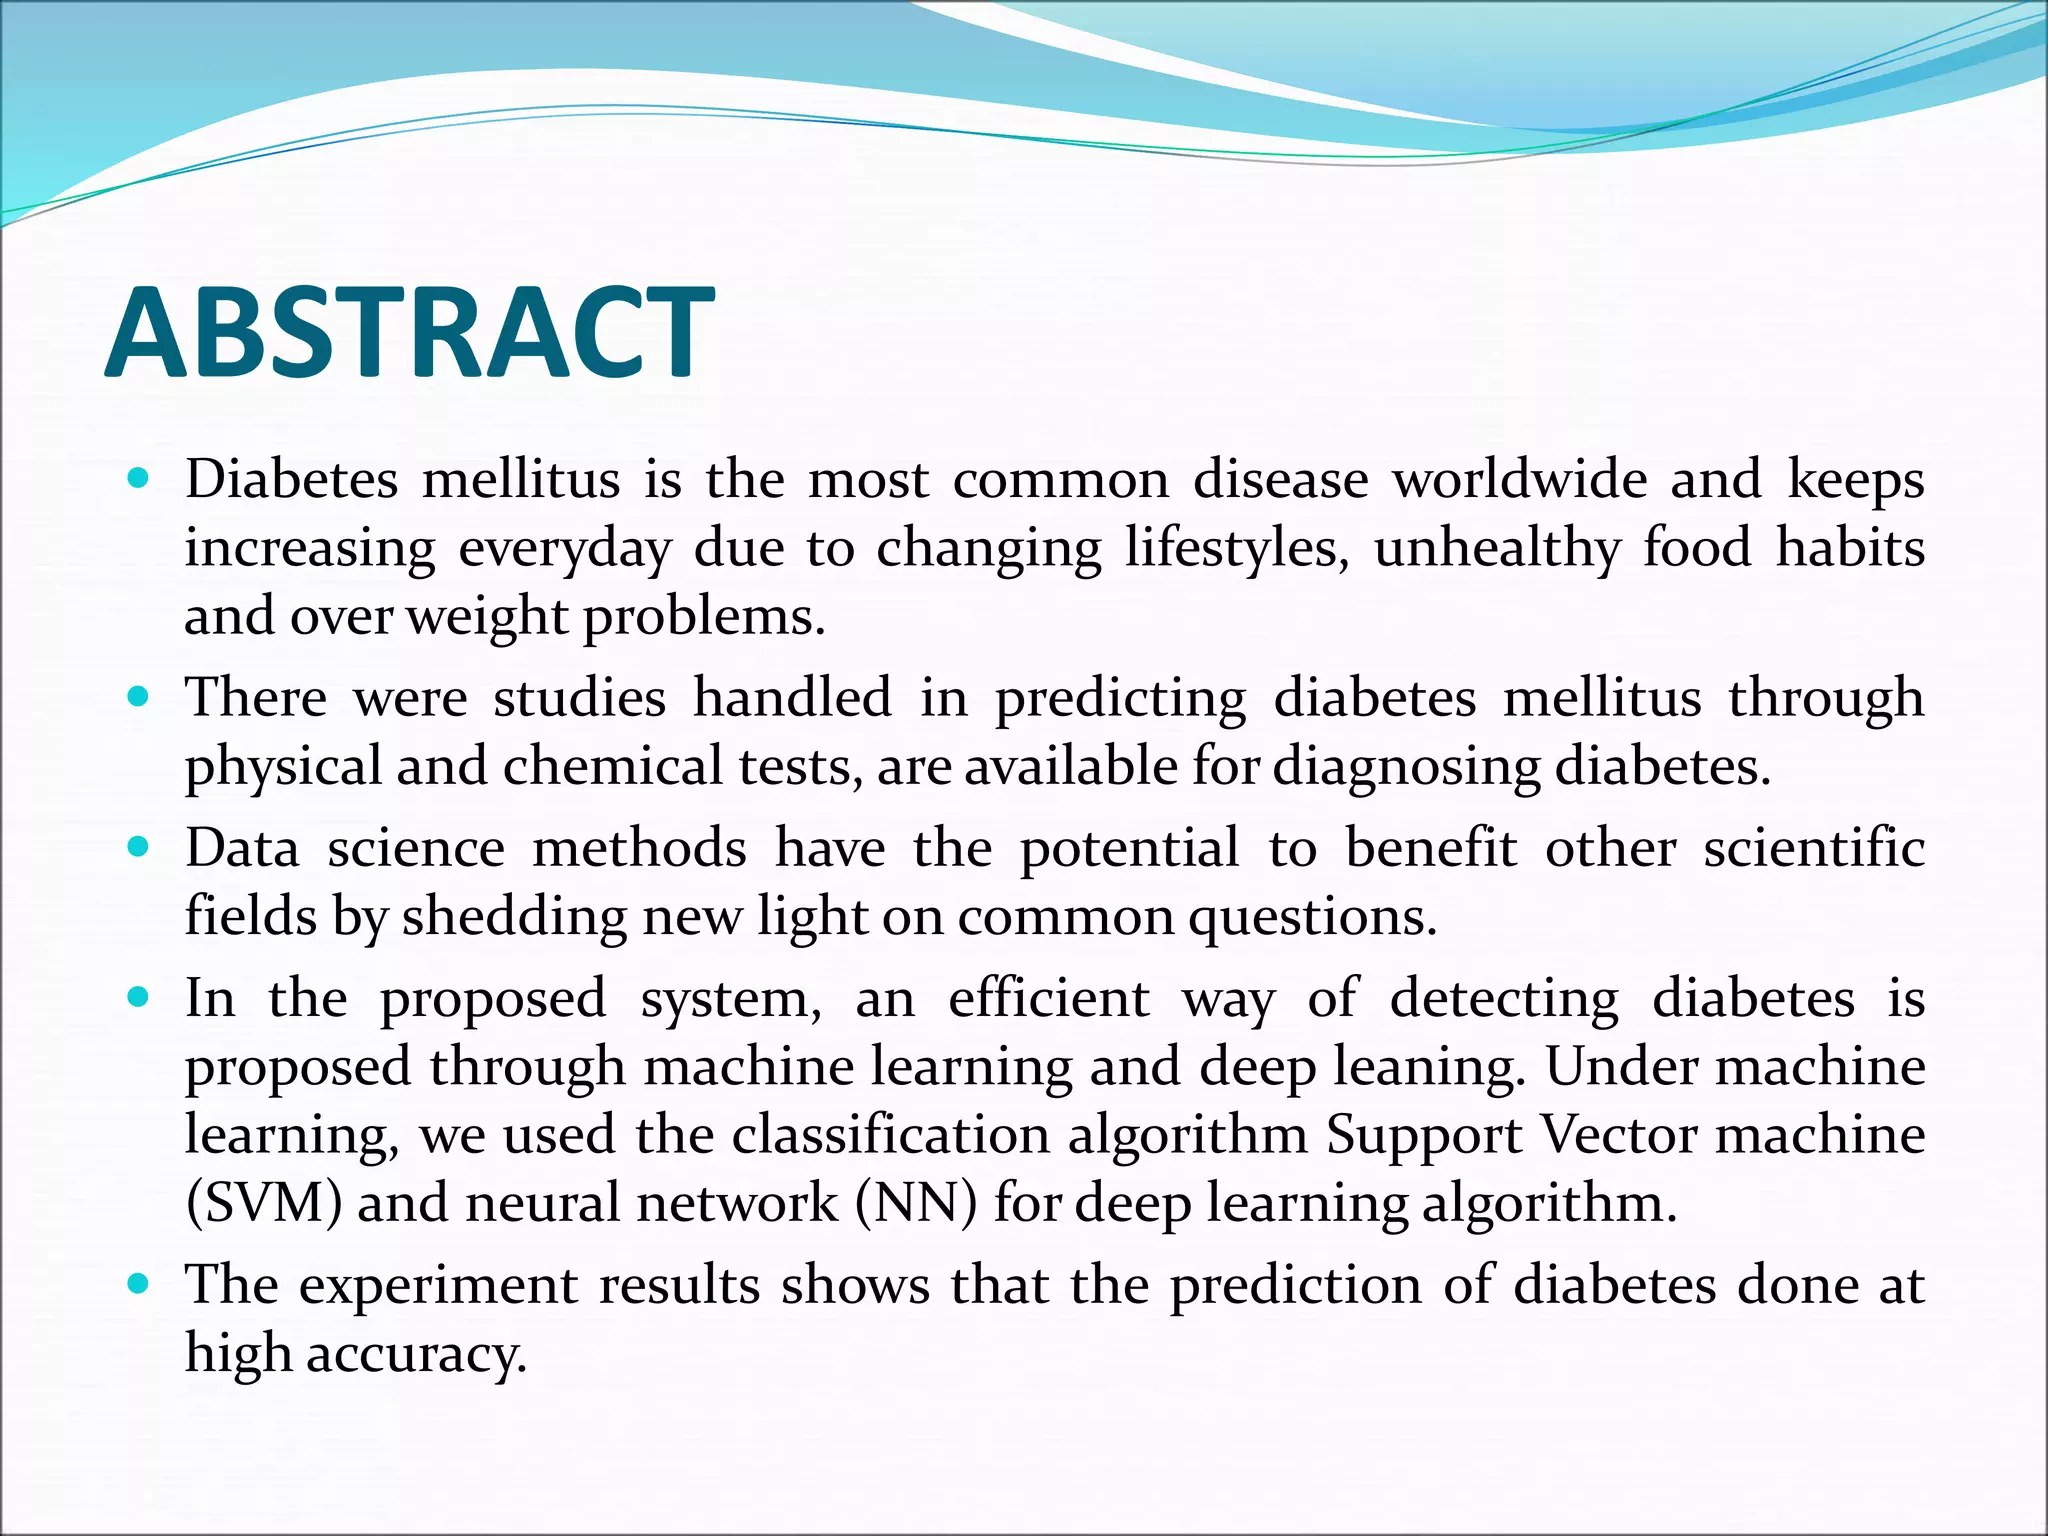 ABSTRACT
• Diabetes mellitus is the most common disease worldwide and keeps
increasing everyday due to changing lifestyles, unhealthy food habits
and over weight problems.
• There were studies handled in predicting diabetes mellitus through
physical and chemical tests, are available for diagnosing diabetes.
• Data science methods have the potential to benefit other scientific
fields by shedding new light on common questions.
• In the proposed system, an efficient way of detecting diabetes is
proposed through machine learning and deep leaning. Under machine
learning, we used the classification algorithm Support Vector machine
(SVM) and neural network (NN) for deep learning algorithm.
• The experiment results shows that the prediction of diabetes done at
high accuracy.